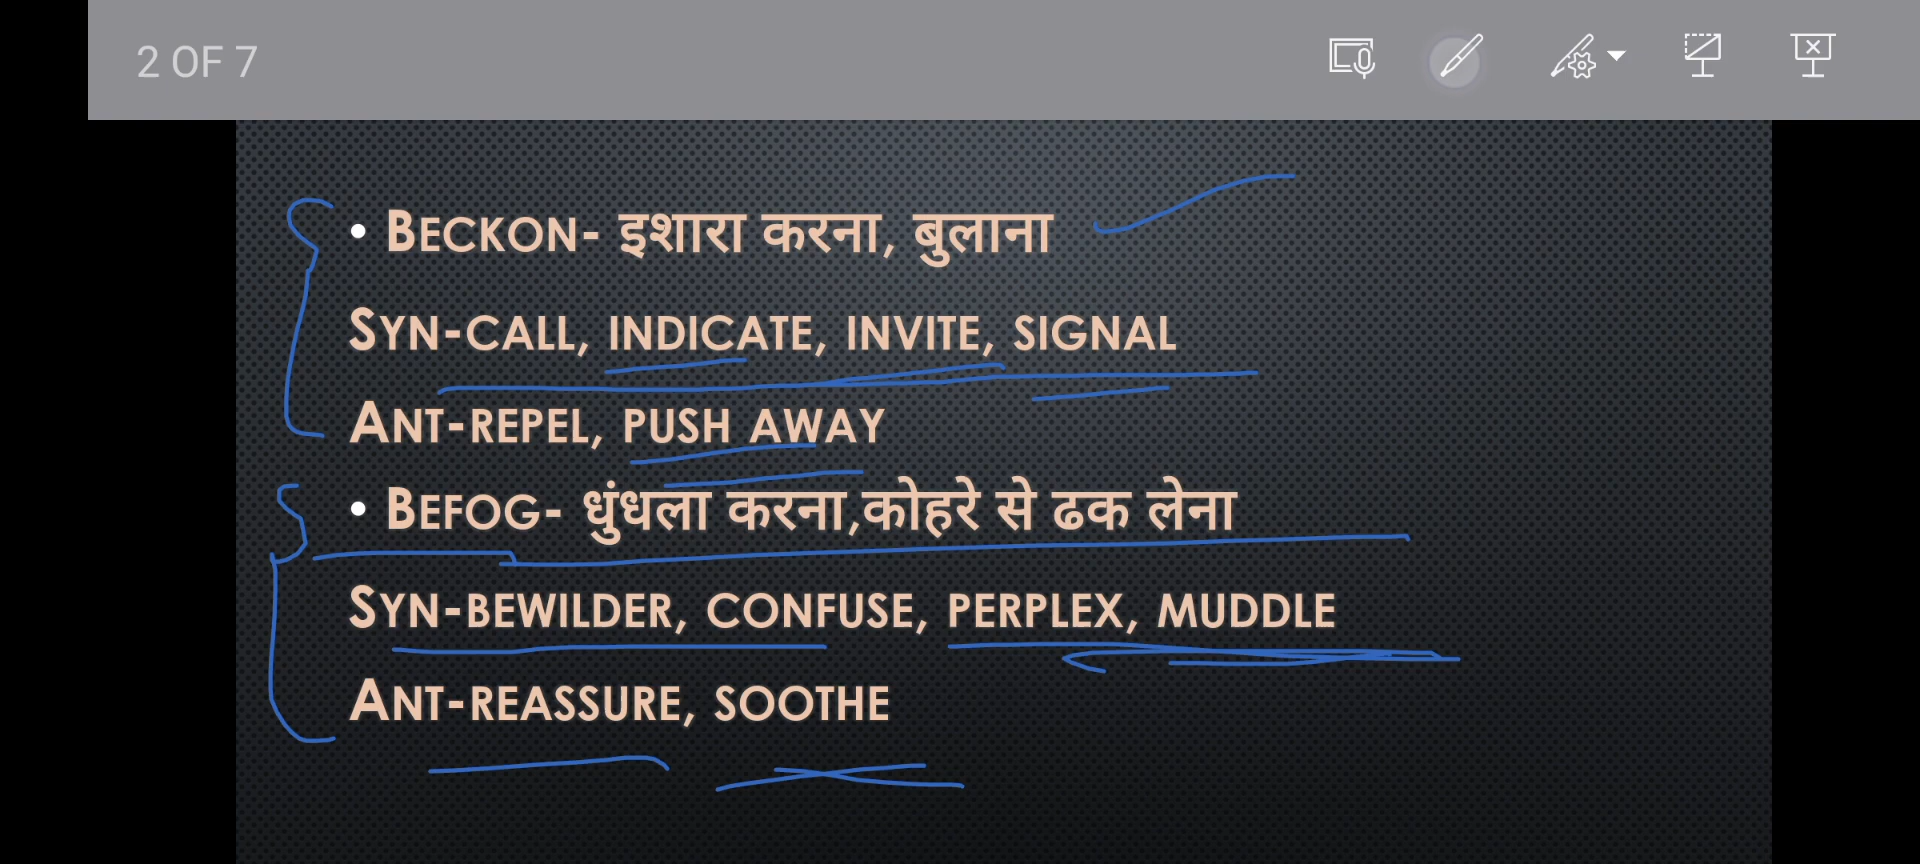 2 OF 7
• BECKON- इशारा करना, बुलाना
SYN-CALL, INDICATE, INVITE, SIGNAL
ANT-REPEL, PUSH AWAY
• BEFOG- धुंधला करना,कोहरे से ढक लेना
SYN-BEWILDER, CONFUSE, PERPLEX, MUDDLE
ANT-REASSURE, SOOTHE